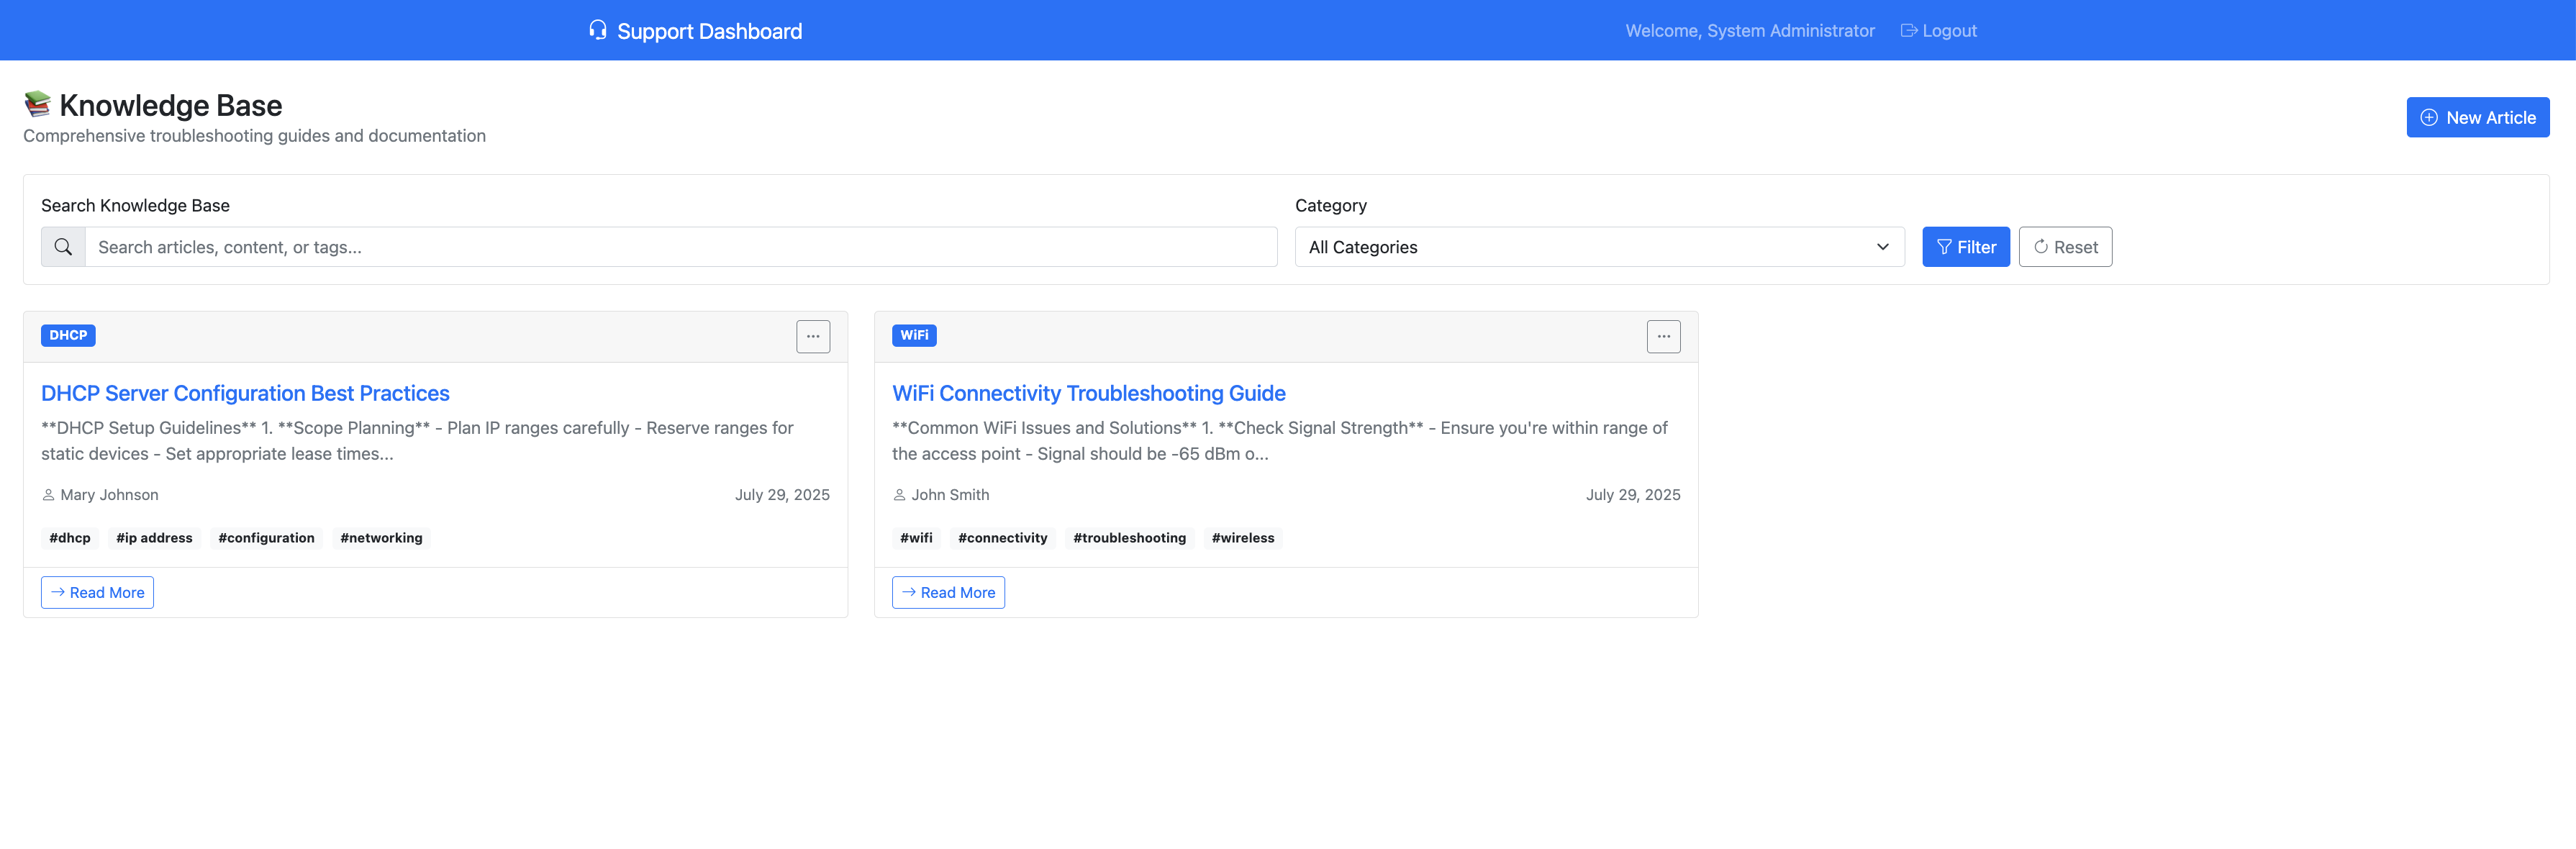 Support Dashboard
Welcome, System Administrator
Logout
Knowledge Base
Comprehensive troubleshooting guides and documentation
New Article
Search Knowledge Base
Category
Search articles, content, or tags...
All Categories
Filter
Reset
DHCP
...
DHCP Server Configuration Best Practices
**DHCP Setup Guidelines** 1. **Scope Planning** - Plan IP ranges carefully - Reserve ranges for
static devices - Set appropriate lease times...
Mary Johnson
July 29, 2025
#dhcp #ip address #configuration #networking
Read More
WiFi
...
WiFi Connectivity Troubleshooting Guide
**Common WiFi Issues and Solutions** 1. **Check Signal Strength** - Ensure you're within range of
the access point - Signal should be -65 dBm o...
John Smith
July 29, 2025
#wifi #connectivity #troubleshooting #wireless
Read More